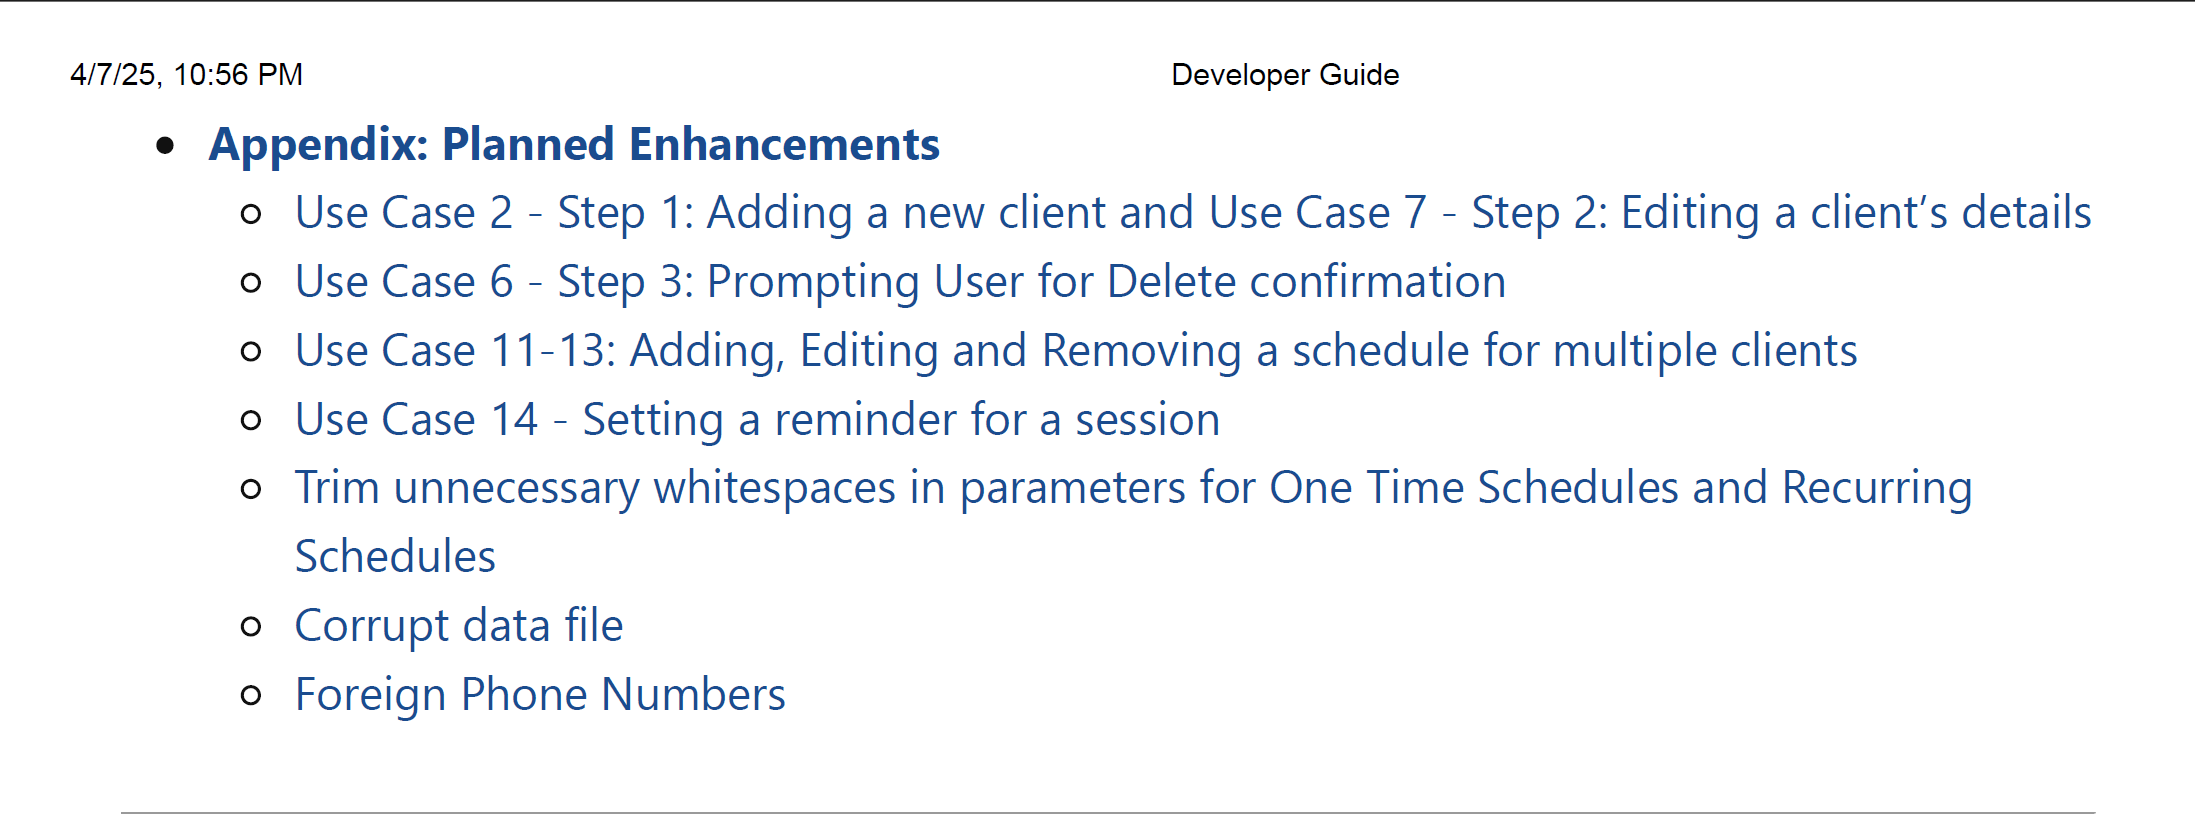 4/7/25, 10:56 PM
Developer Guide
Appendix: Planned Enhancements
Use Case 2 - Step 1: Adding a new client and Use Case 7 - Step 2: Editing a client’s details
Use Case 6 - Step 3: Prompting User for Delete confirmation
Use Case 11-13: Adding, Editing and Removing a schedule for multiple clients
Use Case 14 - Setting a reminder for a session
Trim unnecessary whitespaces in parameters for One Time Schedules and Recurring
Schedules
Corrupt data file
Foreign Phone Numbers